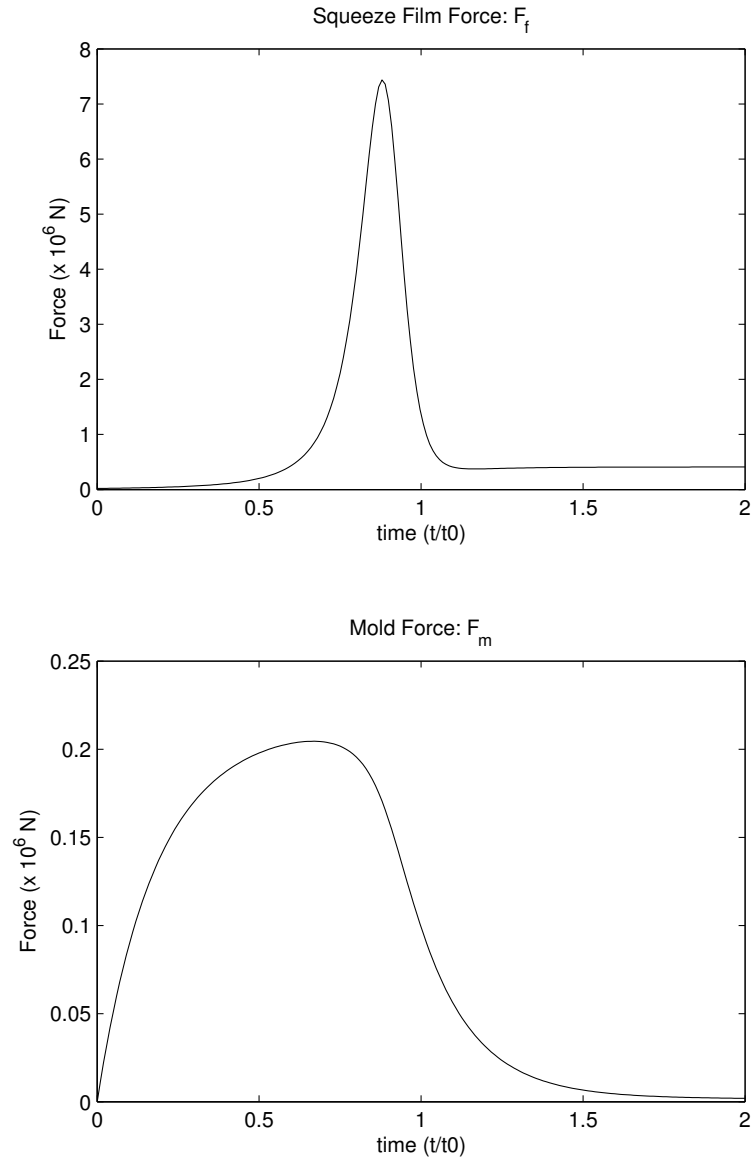 Squeeze Film Force: F_f
8
7
6
5
4
3
2
1
0
Force (x 10^6 N)
0 0.5 1 1.5 2
time (t/t0)
Mold Force: F_m
0.25
0.2
0.15
0.1
0.05
0
Force (x 10^6 N)
0 0.5 1 1.5 2
time (t/t0)